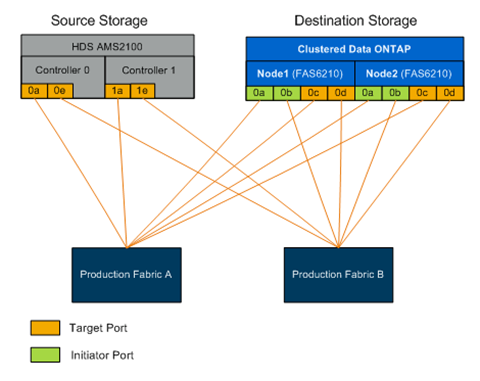 Source Storage
Destination Storage
HDS AMS2100
Controller 0
Controller 1
0a 0e 1a 1e
Clustered Data ONTAP
Node1 (FAS6210)
Node2 (FAS6210)
0a 0b 0c 0d 0a 0b 0c 0d
Production Fabric A
Production Fabric B
Target Port
Initiator Port